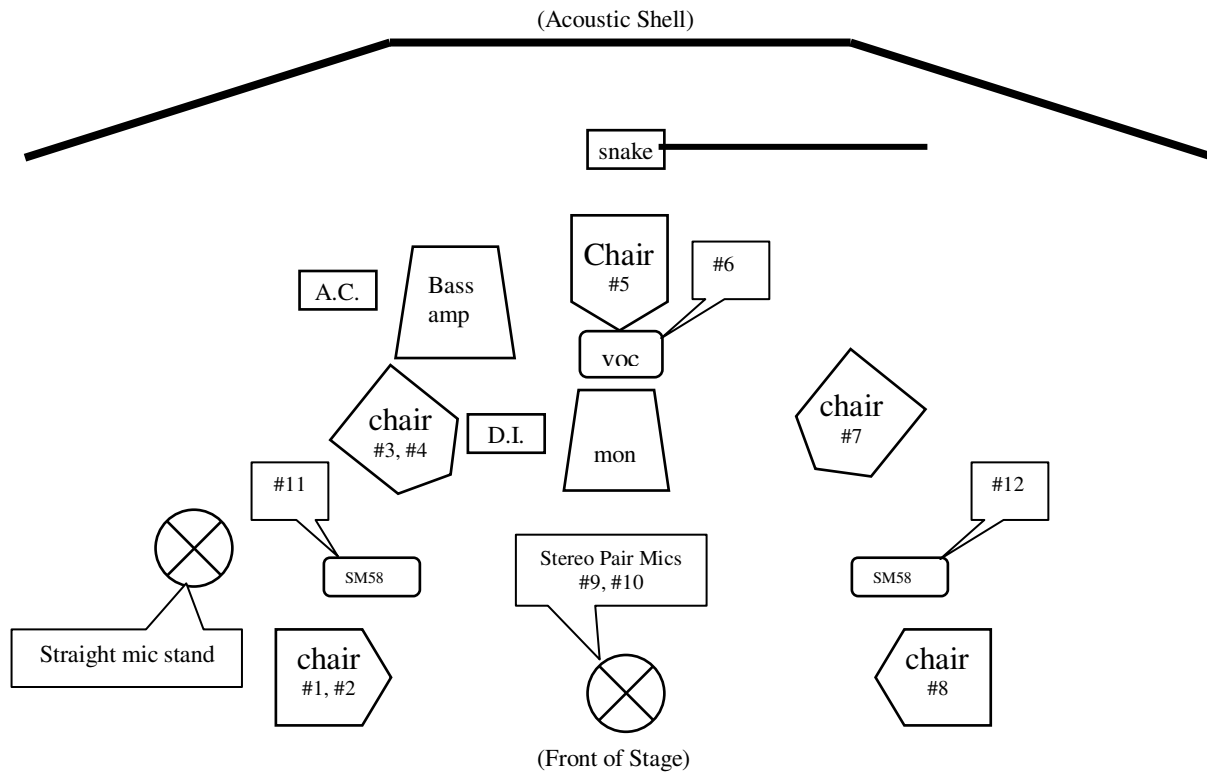 (Acoustic Shell)
snake
Chair
#5
#6
A.C.
Bass
amp
voc
chair
#3, #4
D.I.
mon
chair
#7
#11
#12
SM58
Stereo Pair Mics
#9, #10
SM58
Straight mic stand
chair
#1, #2
chair
#8
(Front of Stage)